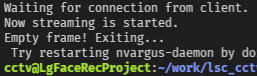 Waiting for connection from client.
Now streaming is started.
Empty frame! Exiting...
 Try restarting nvargus-daemon by do
cctv@LgFaceRecProject:~/work/lsc_cct